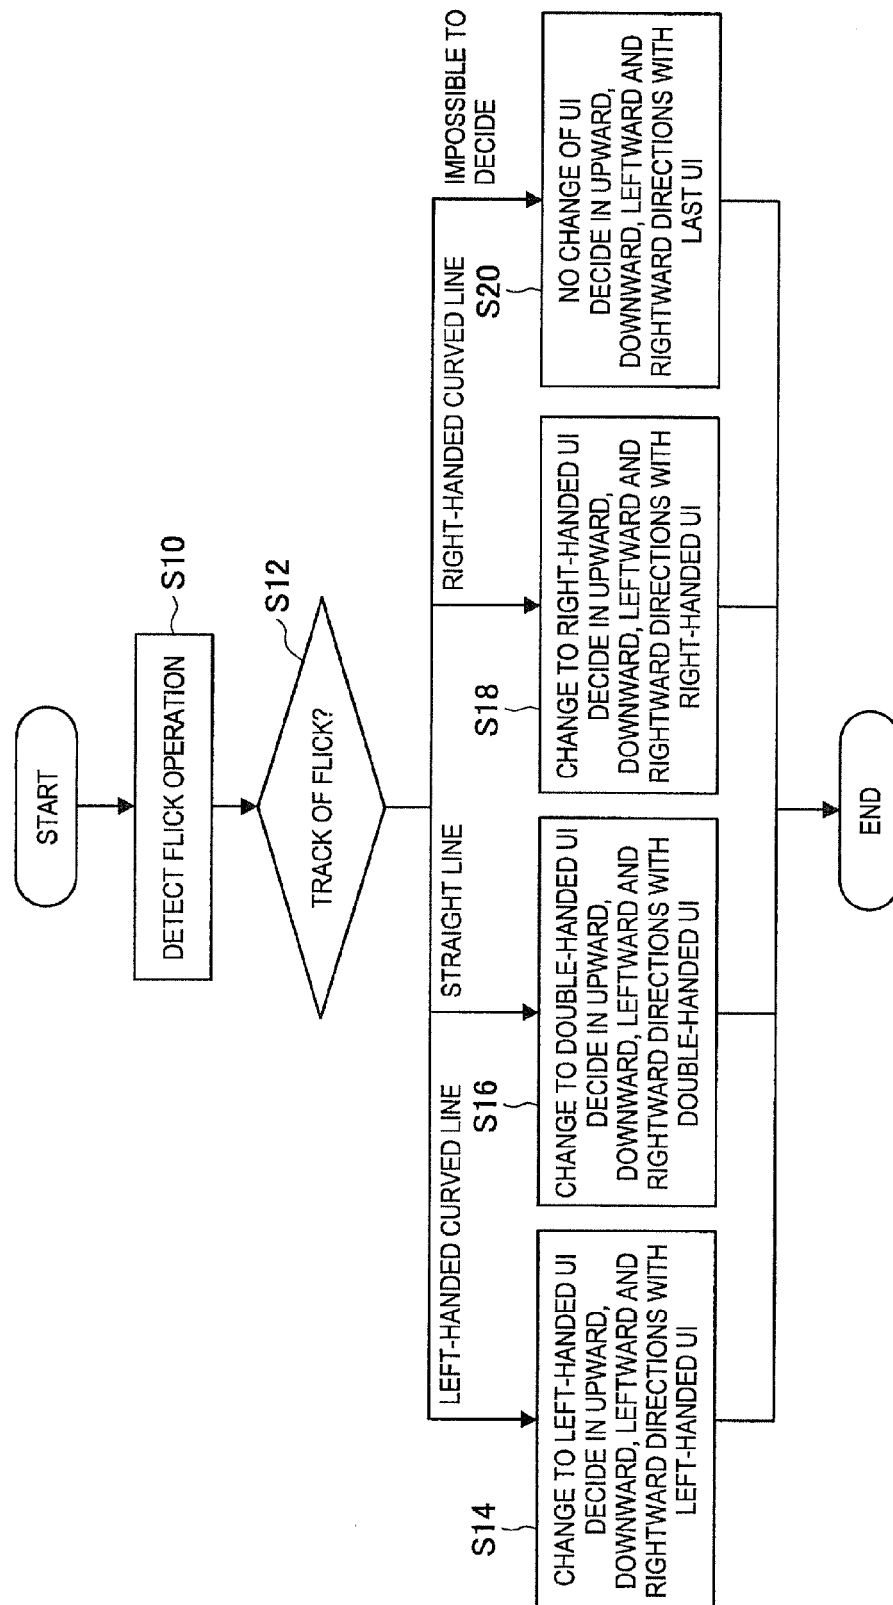 START
DETECT FLICK OPERATION
S10
TRACK OF FLICK?
S12
LEFT-HANDED CURVED LINE
STRAIGHT LINE
RIGHT-HANDED CURVED LINE
IMPOSSIBLE TO
DECIDE
S14
CHANGE TO LEFT-HANDED UI
DECIDE IN UPWARD,
DOWNWARD, LEFTWARD AND
RIGHTWARD DIRECTIONS WITH
LEFT-HANDED UI
S16
CHANGE TO DOUBLE-HANDED UI
DECIDE IN UPWARD,
DOWNWARD, LEFTWARD AND
RIGHTWARD DIRECTIONS WITH
DOUBLE-HANDED UI
S18
CHANGE TO RIGHT-HANDED UI
DECIDE IN UPWARD,
DOWNWARD, LEFTWARD AND
RIGHTWARD DIRECTIONS WITH
RIGHT-HANDED UI
S20
NO CHANGE OF UI
DECIDE IN UPWARD,
DOWNWARD, LEFTWARD AND
RIGHTWARD DIRECTIONS WITH
LAST UI
END